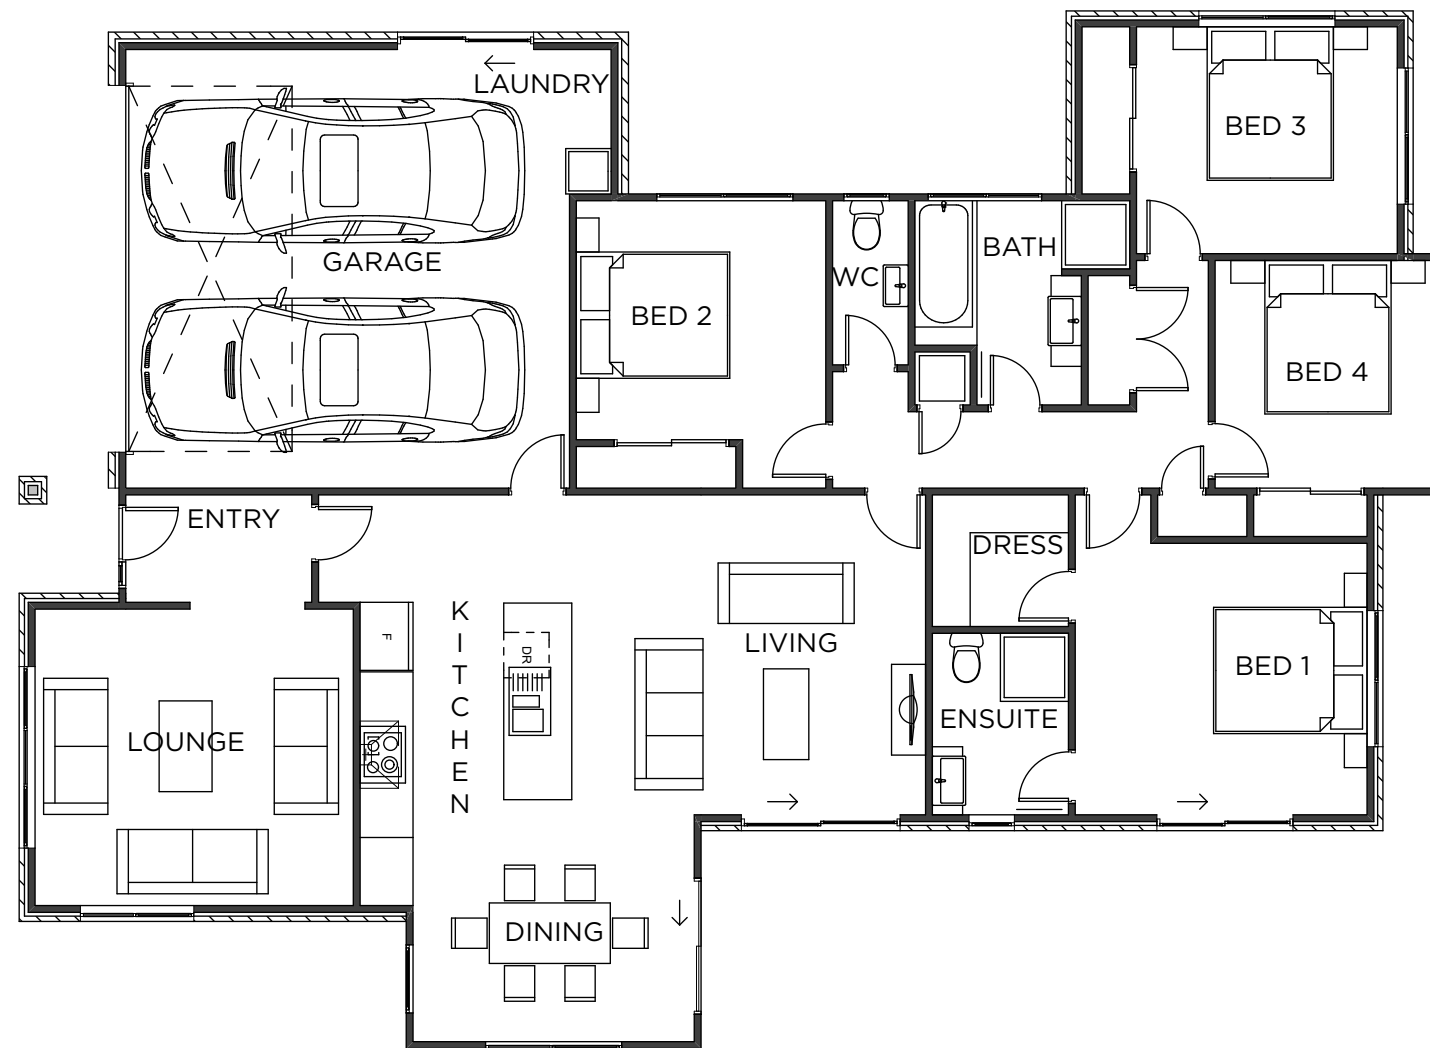 LAUNDRY
BED 3
GARAGE
BATH
WC
BED 2
BED 4
ENTRY
DRESS
KITCHEN
F
DR
LIVING
BED 1
ENSUITE
LOUNGE
DINING